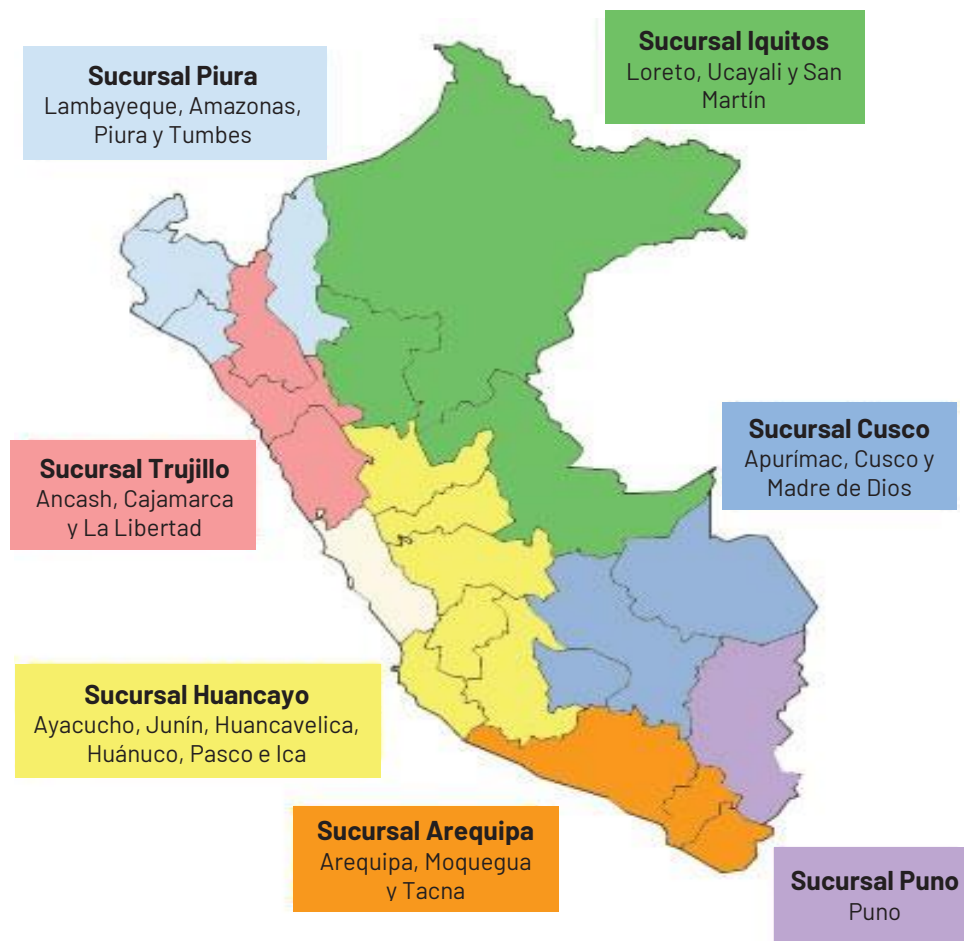 Sucursal Iquitos
Loreto, Ucayali y San
Martín
Sucursal Piura
Lambayeque, Amazonas,
Piura y Tumbes
Sucursal Cusco
Apurímac, Cusco y
Madre de Dios
Sucursal Trujillo
Ancash, Cajamarca
y La Libertad
Sucursal Huancayo
Ayacucho, Junín, Huancavelica,
Huánuco, Pasco e Ica
Sucursal Arequipa
Arequipa, Moquegua
y Tacna
Sucursal Puno
Puno